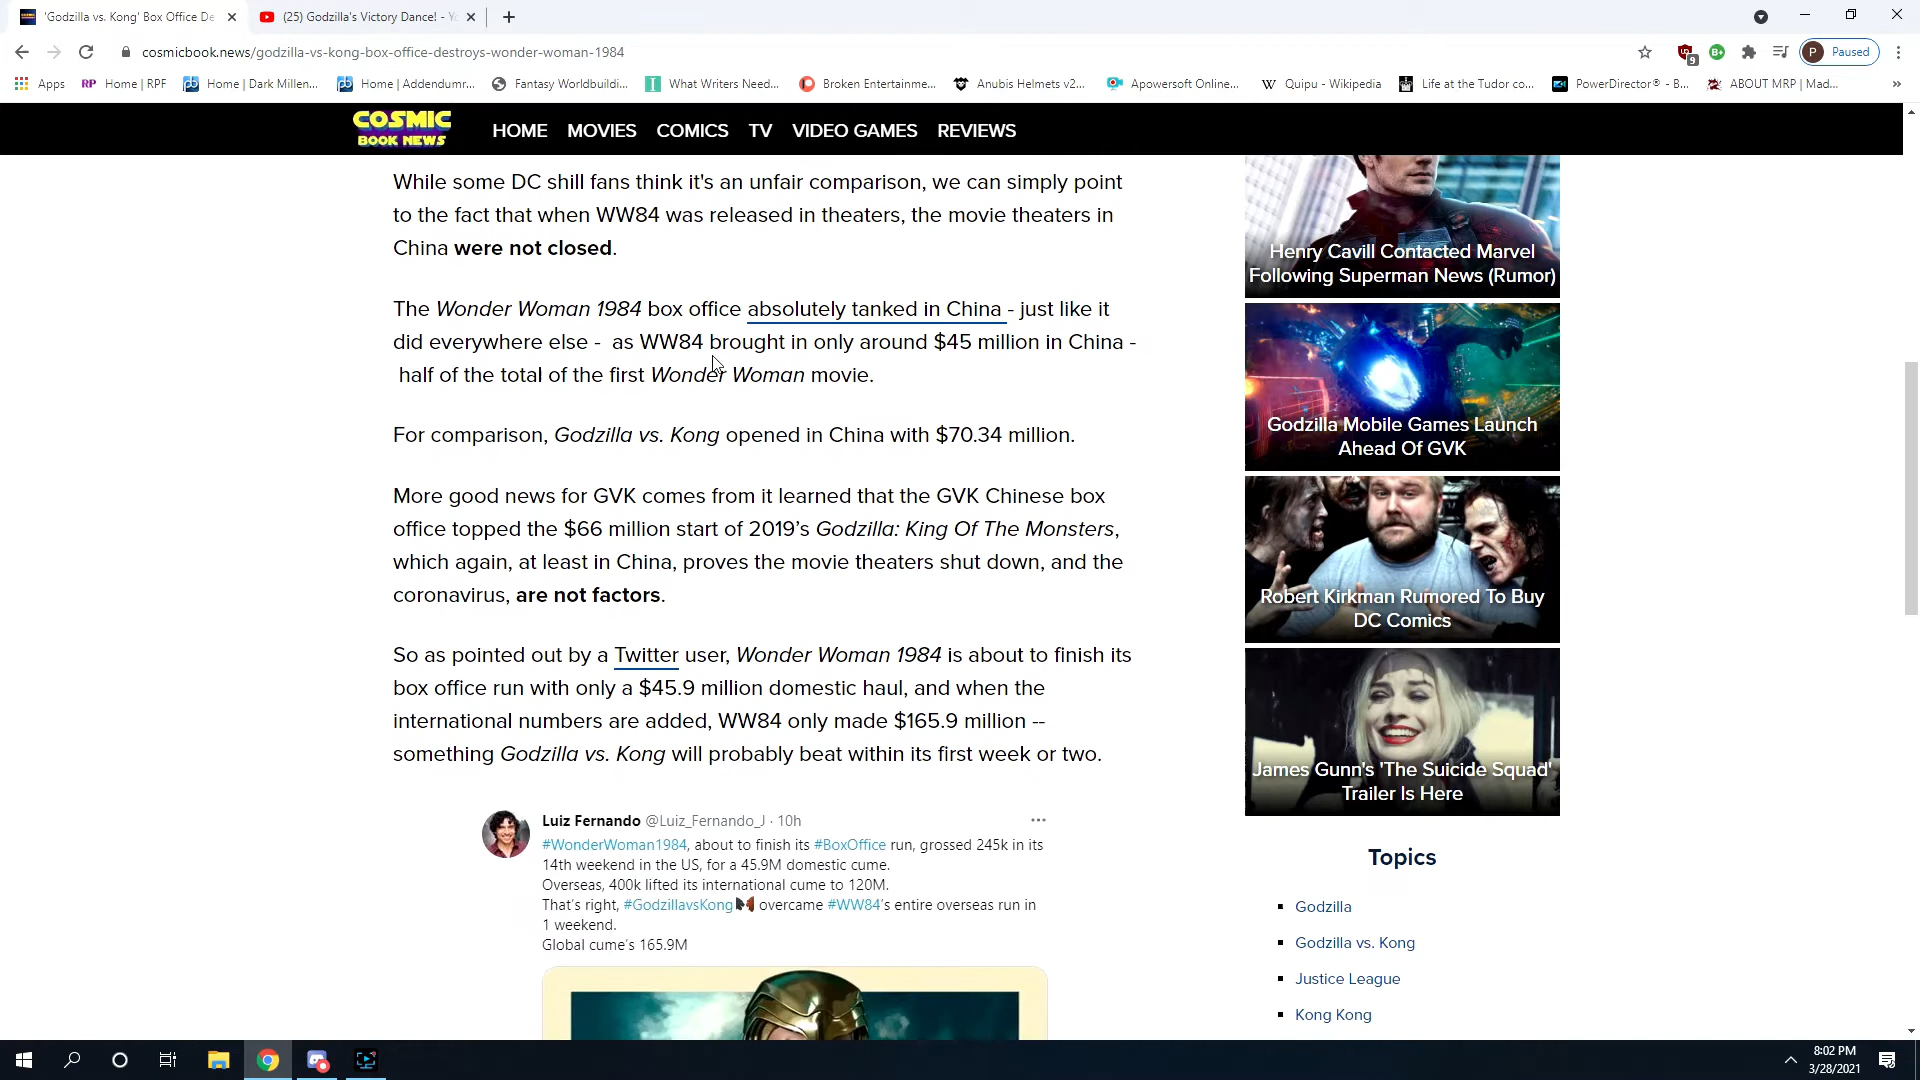 'Godzilla vs. Kong' Box Office De
(25) Godzilla's Victory Dance! - Yo
cosmicbook.news/godzilla-vs-kong-box-office-destroys-wonder-woman-1984
9
P
Paused
Apps
RP
Home | RPF
Home | Dark Millen...
Home | Addendumr...
Fantasy Worldbuildi...
What Writers Need...
Broken Entertainme...
Anubis Helmets v2...
Apowersoft Online...
W
Quipu - Wikipedia
Life at the Tudor co...
PowerDirector® - B...
ABOUT MRP | Mad...
COSMIC
BOOK NEWS
HOME MOVIES COMICS TV VIDEO GAMES REVIEWS
While some DC shill fans think it's an unfair comparison, we can simply point
to the fact that when WW84 was released in theaters, the movie theaters in
China were not closed.
The Wonder Woman 1984 box office absolutely tanked in China - just like it
did everywhere else - as WW84 brought in only around $45 million in China -
half of the total of the first Wonder Woman movie.
For comparison, Godzilla vs. Kong opened in China with $70.34 million.
More good news for GVK comes from it learned that the GVK Chinese box
office topped the $66 million start of 2019's Godzilla: King Of The Monsters,
which again, at least in China, proves the movie theaters shut down, and the
coronavirus, are not factors.
So as pointed out by a Twitter user, Wonder Woman 1984 is about to finish its
box office run with only a $45.9 million domestic haul, and when the
international numbers are added, WW84 only made $165.9 million --
something Godzilla vs. Kong will probably beat within its first week or two.
Luiz Fernando @Luiz_Fernando_J · 10h
#WonderWoman1984, about to finish its #BoxOffice run, grossed 245k in its
14th weekend in the US, for a 45.9M domestic cume.
Overseas, 400k lifted its international cume to 120M.
That's right, #GodzillavsKong overcame #WW84's entire overseas run in
1 weekend.
Global cume's 165.9M
Henry Cavill Contacted Marvel
Following Superman News (Rumor)
Godzilla Mobile Games Launch
Ahead Of GVK
Robert Kirkman Rumored To Buy
DC Comics
James Gunn's 'The Suicide Squad'
Trailer Is Here
Topics
Godzilla
Godzilla vs. Kong
Justice League
Kong Kong
8:02 PM
3/28/2021